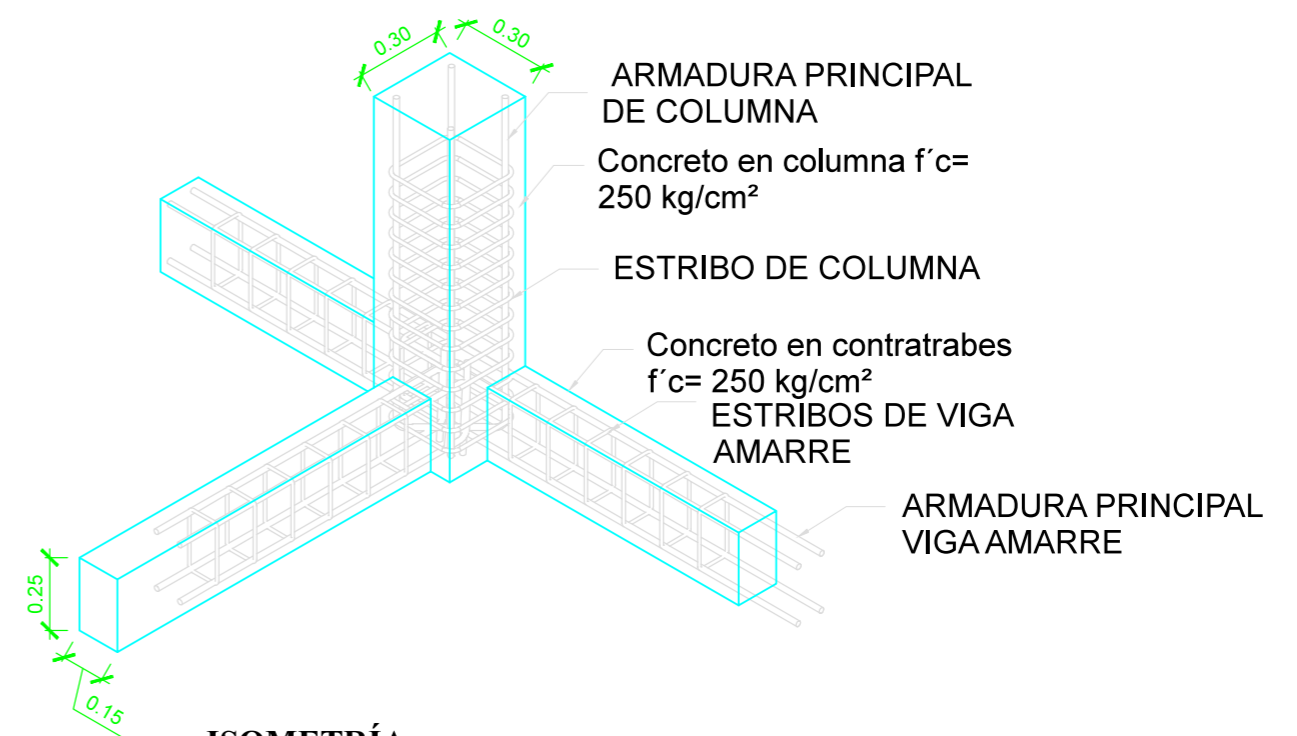 0.30
0.30
ARMADURA PRINCIPAL
DE COLUMNA
Concreto en columna f´c=
250 kg/cm²
ESTRIBO DE COLUMNA
Concreto en contratrabes
f´c= 250 kg/cm²
ESTRIBOS DE VIGA
AMARRE
ARMADURA PRINCIPAL
VIGA AMARRE
0.25
0.15
ISOMETRÍA